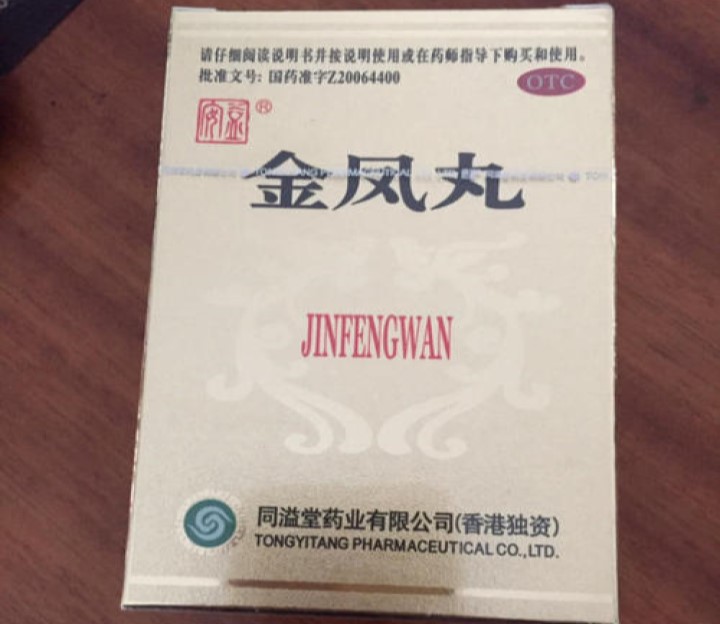 请仔细阅读说明书并按说明使用或在药师指导下购买和使用。
批准文号: 国药准字Z20064400
OTC
®
金凤丸
JINFENGWAN
同溢堂药业有限公司(香港独资)
TONGYITANG PHARMACEUTICAL CO.,LTD.